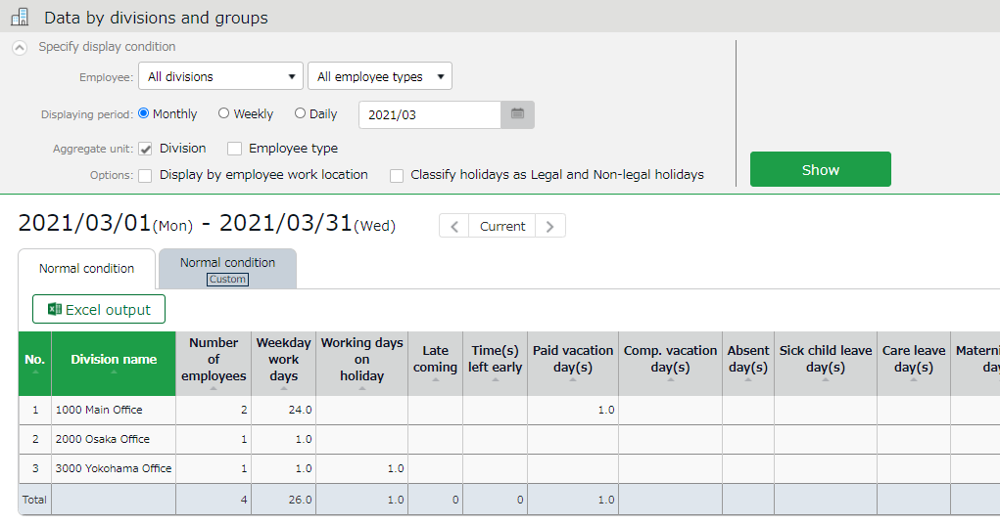 Data by divisions and groups
Specify display condition
Employee: All divisions All employee types
Displaying period: Monthly Weekly Daily 2021/03
Aggregate unit: Division Employee type
Options: Display by employee work location Classify holidays as Legal and Non-legal holidays
Show
2021/03/01(Mon) - 2021/03/31(Wed) Current
Normal condition
Normal condition
Custom
Excel output
No. Division name Number of employees Weekday work days Working days on holiday Late coming Time(s) left early Paid vacation day(s) Comp. vacation day(s) Absent day(s) Sick child leave day(s) Care leave day(s)
1 1000 Main Office 2 24.0 1.0
2 2000 Osaka Office 1 1.0
3 3000 Yokohama Office 1 1.0 1.0
Total 4 26.0 1.0 0 0 1.0